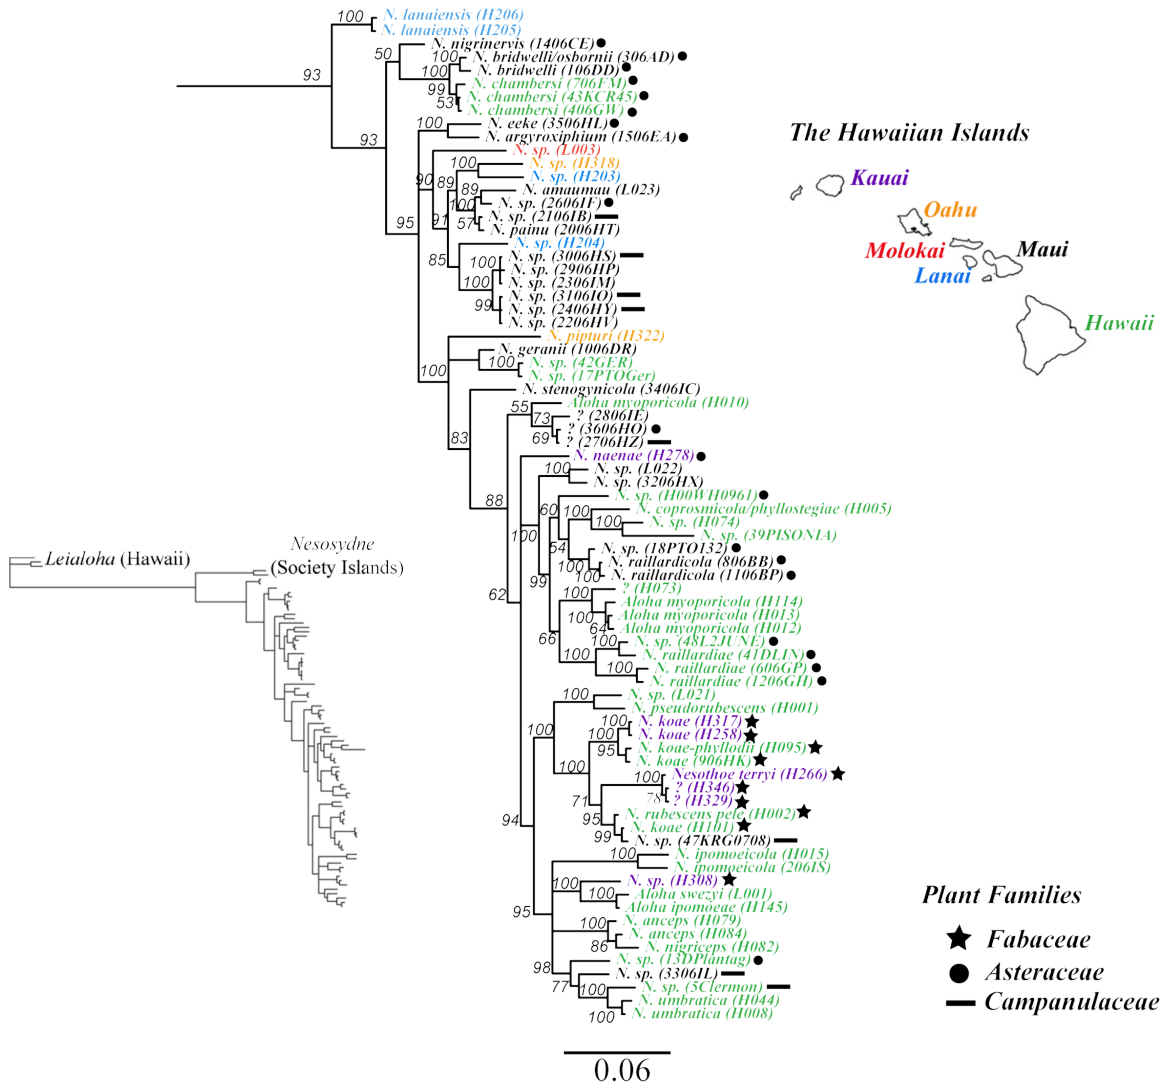 N. lanaiensis (H206)
100
N. lanaiensis (H205)
N. nigrinervis (1406CE)
50
N. bridwelli/osbornii (306AD)
100
93
100
N. bridwelli (106DD)
N. chambersi (706FM)
99
N. chambersi (43KCR45)
53
N. chambersi (406GW)
N. eeke (3506HL)
100
93
N. argyroxiphium (1506EA)
N. sp. (L003)
N. sp. (H318)
100
N. sp. (H203)
90
89
89
N. amaumau (L023)
N. sp. (2606IF)
100
N. sp. (2106IB)
95
91
57
N. painu (2006HT)
N. sp. (H204)
85
N. sp. (3006HS)
100
N. sp. (2906HP)
100
N. sp. (2306IM)
N. sp. (3106IO)
99
N. sp. (2406HY)
N. sp. (2206HV)
N. pipturi (H322)
N. geranii (1006DR)
100
100
N. sp. (42GER)
N. sp. (17PTOGer)
N. stenogynicola (3406IC)
55
Aloha myoporicola (H010)
73
? (2806IE)
83
69
? (3606HO)
? (2706HZ)
N. naenae (H278)
100
N. sp. (L022)
N. sp. (3206HX)
88
N. sp. (H00WH0961)
60
100
N. coprosmicola/phyllostegiae (H005)
100
N. sp. (H074)
100
N. sp. (39PISONIA)
54
N. sp. (18PTO132)
100
N. raillardicola (806BB)
100
N. raillardicola (1106BP)
99
62
100
? (H073)
Aloha myoporicola (H114)
100
Aloha myoporicola (H013)
64
Aloha myoporicola (H012)
66
100
N. sp. (48L2JUNE)
100
N. raillardiae (41DLIN)
100
N. raillardiae (606GP)
N. raillardiae (1206GH)
100
N. sp. (L021)
N. pseudorubescens (H001)
100
100
N. koae (H317)
100
N. koae (H258)
95
N. koae-phyllodii (H095)
N. koae (906HK)
100
100
Nesothoe terryi (H266)
? (H346)
78
? (H329)
71
N. rubescens pele (H002)
94
95
N. koae (H101)
99
N. sp. (47KRG0708)
100
N. ipomoeicola (H015)
N. ipomoeicola (206IS)
100
N. sp. (H308)
100
Aloha swezyi (L001)
95
Aloha ipomoeae (H145)
100
N. anceps (H079)
N. anceps (H084)
86
N. nigriceps (H082)
98
N. sp. (13DPlantag)
N. sp. (3306IL)
77
100
N. sp. (5Clermon)
N. umbratica (H044)
100
N. umbratica (H008)
0.06
Leialoha (Hawaii)
Nesosydne
(Society Islands)
The Hawaiian Islands
Kauai
Oahu
Molokai
Maui
Lanai
Hawaii
Plant Families
Fabaceae
Asteraceae
Campanulaceae